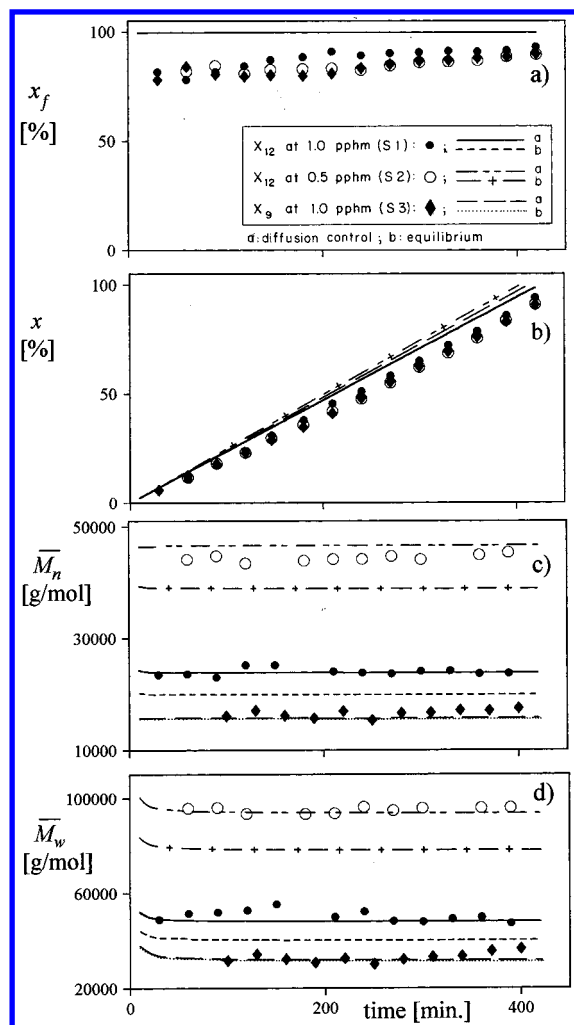 100
a)
x_f
[%]
50
X₁₂ at 1.0 pphm (S1): ● ; a
b
X₁₂ at 0.5 pphm (S2): ○ ; a
b
X₉ at 1.0 pphm (S3): ♦ ; a
b
a: diffusion control ; b: equilibrium
0
100
x
b)
[%]
50
0
50000
M̅_n
c)
[g/mol]
30000
10000
100000
d)
M̅_w
[g/mol]
60000
20000
0
200
400
time [min.]